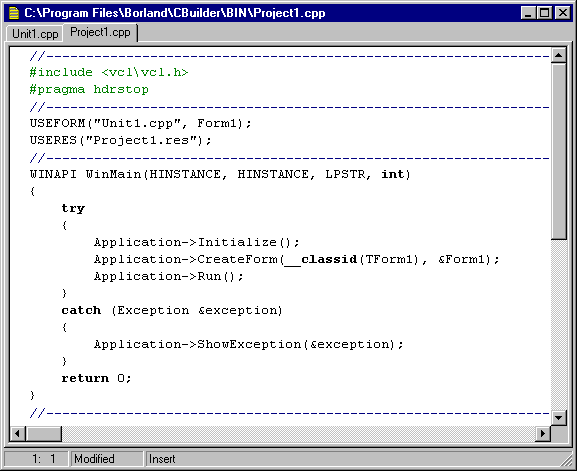 C:\Program Files\Borland\CBuilder\BIN\Project1.cpp
Unit1.cpp Project1.cpp
//---------------------------------------------------------------
#include <vcl\vcl.h>
#pragma hdrstop
//---------------------------------------------------------------
USEFORM("Unit1.cpp", Form1);
USERES("Project1.res");
//---------------------------------------------------------------
WINAPI WinMain(HINSTANCE, HINSTANCE, LPSTR, int)
{
    try
    {
        Application->Initialize();
        Application->CreateForm(__classid(TForm1), &Form1);
        Application->Run();
    }
    catch (Exception &exception)
    {
        Application->ShowException(&exception);
    }
    return 0;
}
//---------------------------------------------------------------
1: 1 Modified Insert